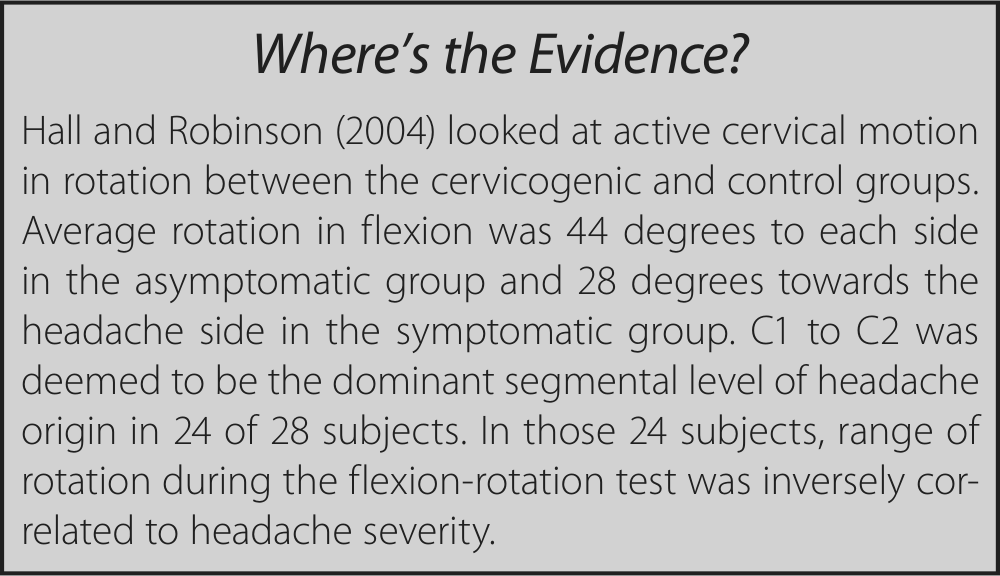 Where's the Evidence?
Hall and Robinson (2004) looked at active cervical motion
in rotation between the cervicogenic and control groups.
Average rotation in flexion was 44 degrees to each side
in the asymptomatic group and 28 degrees towards the
headache side in the symptomatic group. C1 to C2 was
deemed to be the dominant segmental level of headache
origin in 24 of 28 subjects. In those 24 subjects, range of
rotation during the flexion-rotation test was inversely cor-
related to headache severity.